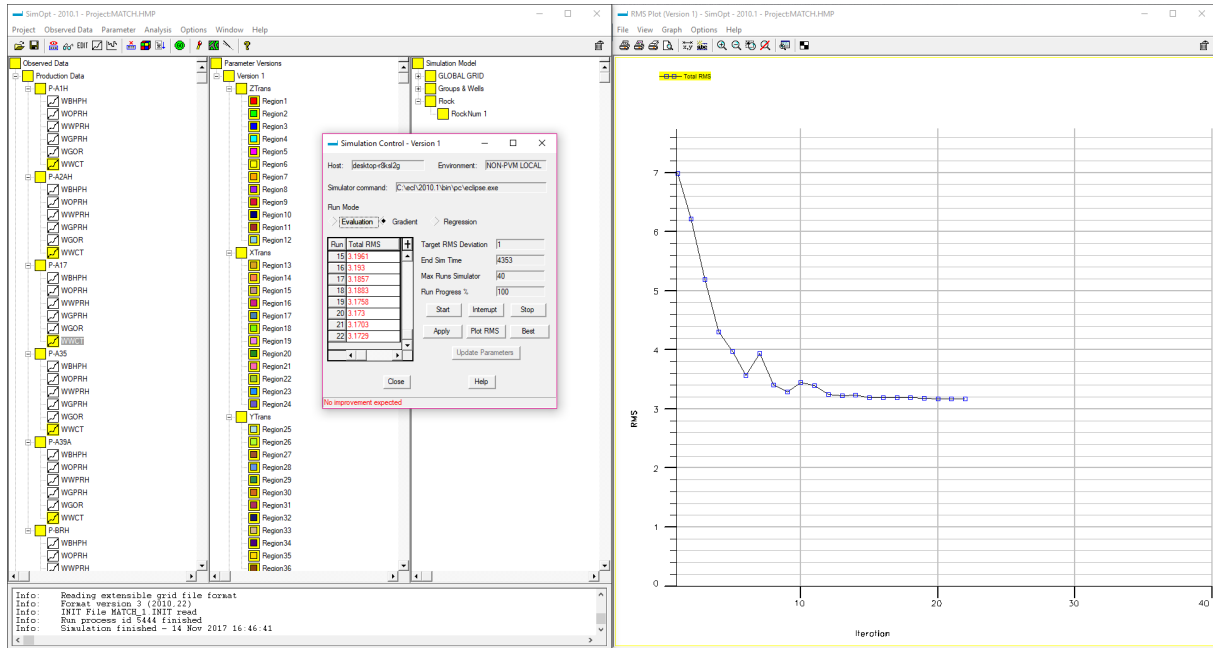 SimOpt - 2010.1 - Project:MATCH.HMP
Project Observed Data Parameter Analysis Options Window Help
EDIT
Observed Data
Production Data
P-A1H
WBHPH
WOPRH
WWPRH
WGPRH
WGOR
WWCT
P-A2AH
WBHPH
WOPRH
WWPRH
WGPRH
WGOR
WWCT
P-A17
WBHPH
WOPRH
WWPRH
WGPRH
WGOR
WWCT
P-A35
WBHPH
WOPRH
WWPRH
WGPRH
WGOR
WWCT
P-A39A
WBHPH
WOPRH
WWPRH
WGPRH
WGOR
WWCT
P-BRH
WBHPH
WOPRH
WWPRH
Parameter Versions
Version 1
ZTrans
Region1
Region2
Region3
Region4
Region5
Region6
Region7
Region8
Region9
Region10
Region11
Region12
XTrans
Region13
Region14
Region15
Region16
Region17
Region18
Region19
Region20
Region21
Region22
Region23
Region24
YTrans
Region25
Region26
Region27
Region28
Region29
Region30
Region31
Region32
Region33
Region34
Region35
Region36
Simulation Model
GLOBAL GRID
Groups & Wells
Rock
RockNum 1
Simulation Control - Version 1
Host: desktop-r8ksl2g Environment: NON-PVM LOCAL
Simulator command: C:\ecl\2010.1\bin\pc\eclipse.exe
Run Mode
Evaluation Gradient Regression
Run Total RMS
15 3.1961
16 3.193
17 3.1857
18 3.1883
19 3.1758
20 3.173
21 3.1703
22 3.1729
Target RMS Deviation 1
End Sim Time 4353
Max Runs Simulator 40
Run Progress % 100
Start Interrupt Stop
Apply Plot RMS Best
Update Parameters
Close Help
No improvement expected
Info: Reading extensible grid file format
Info: Format version 3 (2010,22)
Info: INIT File MATCH_1.INIT read
Info: Run process id 5444 finished
Info: Simulation finished - 14 Nov 2017 16:46:41
RMS Plot (Version 1) - SimOpt - 2010.1 - Project:MATCH.HMP
File View Graph Options Help
Total RMS
7
6
5
4
3
2
1
0
RMS
10 20 30 40
Iteration